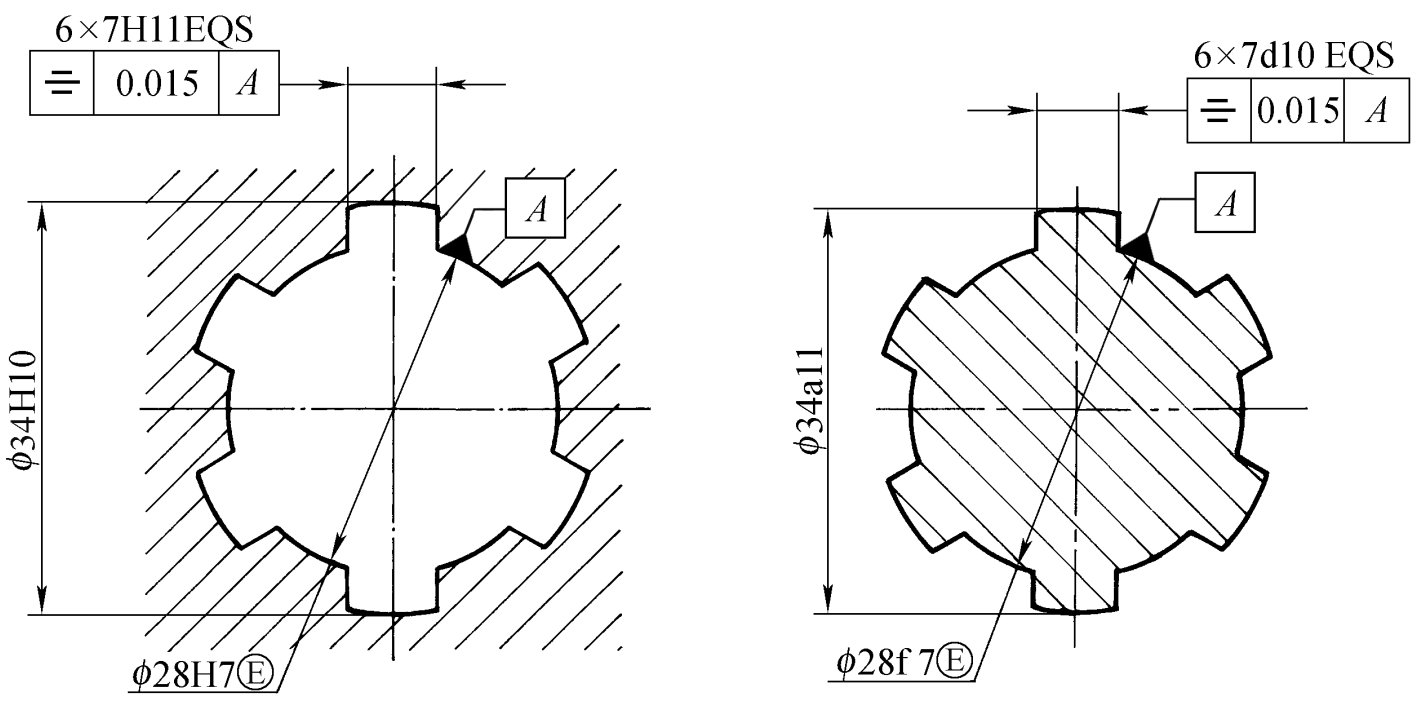 6×7H11EQS
⌯ 0.015 A
A
ϕ34H10
ϕ28H7Ⓔ
6×7d10 EQS
⌯ 0.015 A
A
ϕ34a11
ϕ28f 7Ⓔ